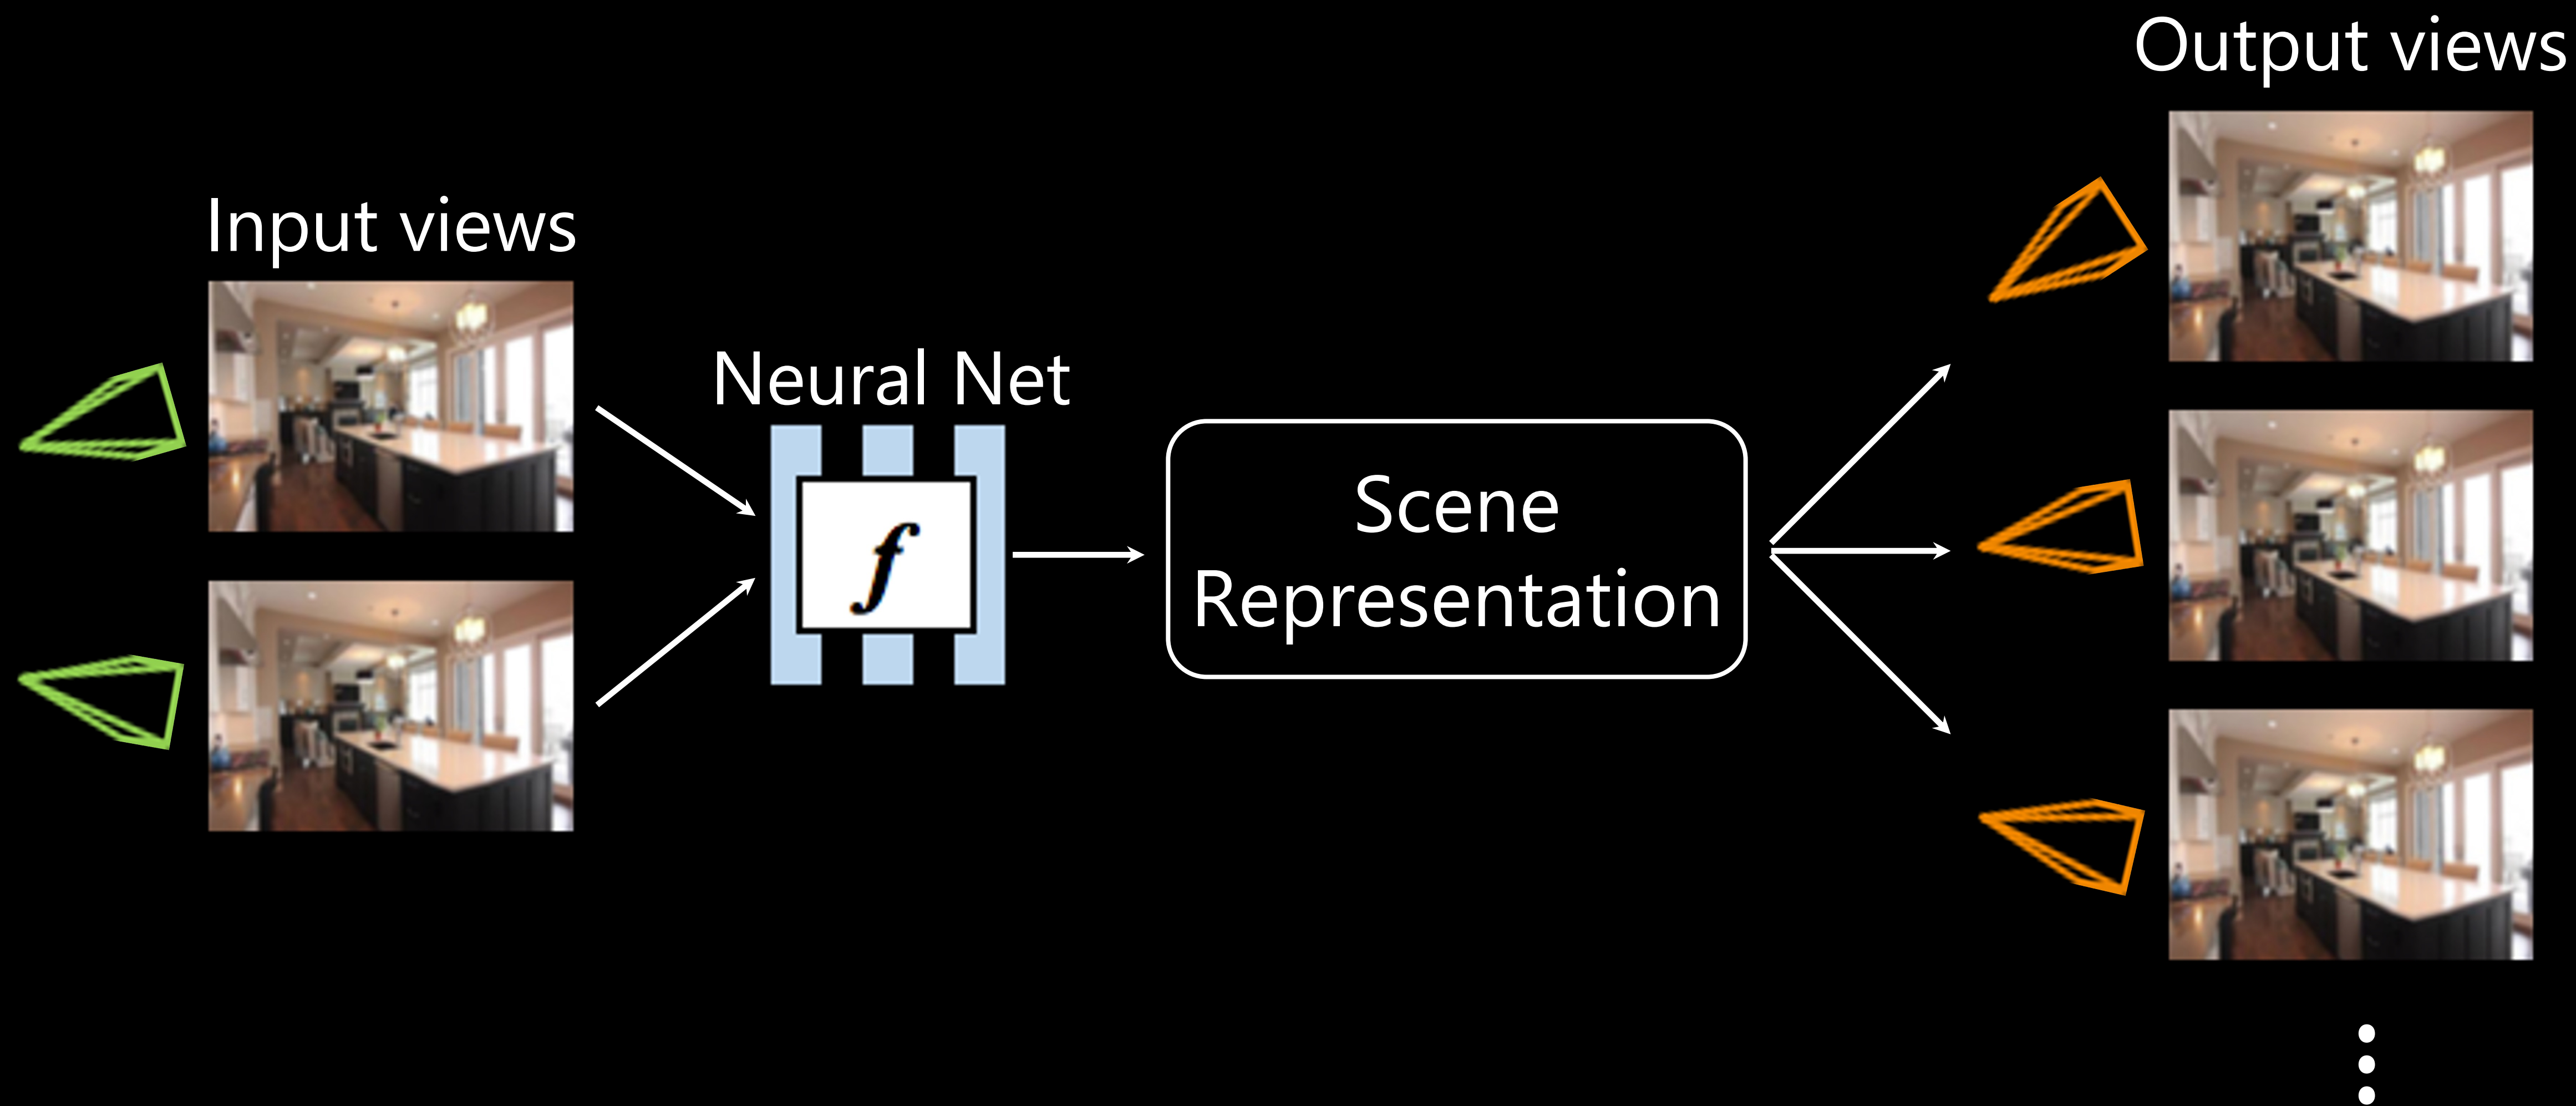 Output views
Input views
Neural Net
f
Scene
Representation